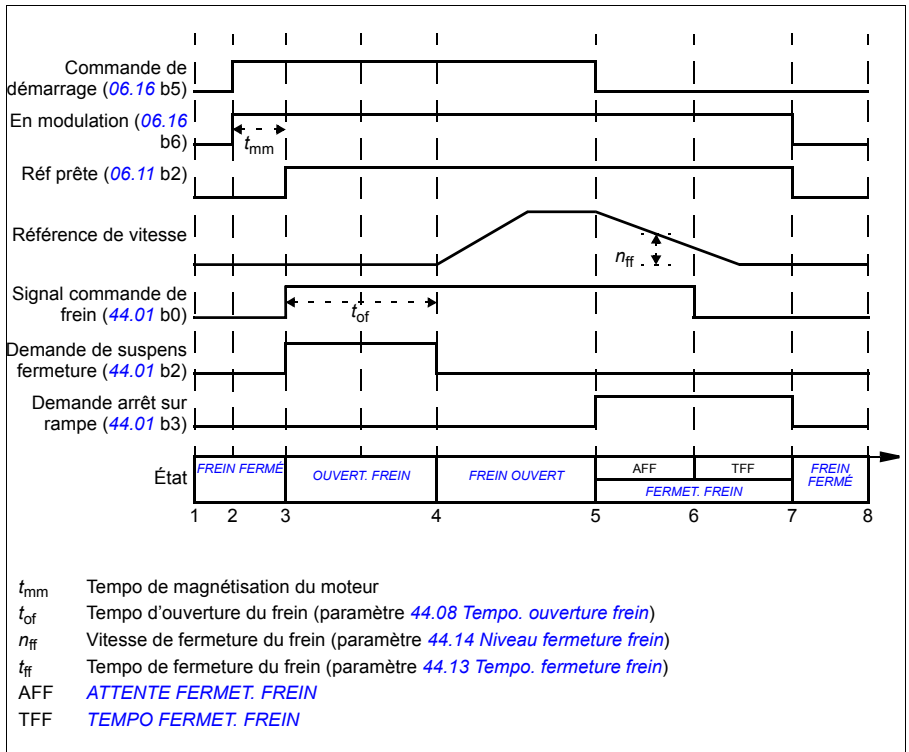 Commande de
démarrage (06.16 b5)
En modulation (06.16
b6)
tmm
Réf prête (06.11 b2)
Référence de vitesse
nff
Signal commande de
frein (44.01 b0)
tof
Demande de suspens
fermeture (44.01 b2)
Demande arrêt sur
rampe (44.01 b3)
État
FREIN FERMÉ
OUVERT. FREIN
FREIN OUVERT
AFF
TFF
FERMET. FREIN
FREIN
FERMÉ
1 2 3 4 5 6 7 8
tmm Tempo de magnétisation du moteur
tof Tempo d'ouverture du frein (paramètre 44.08 Tempo. ouverture frein)
nff Vitesse de fermeture du frein (paramètre 44.14 Niveau fermeture frein)
tff Tempo de fermeture du frein (paramètre 44.13 Tempo. fermeture frein)
AFF ATTENTE FERMET. FREIN
TFF TEMPO FERMET. FREIN